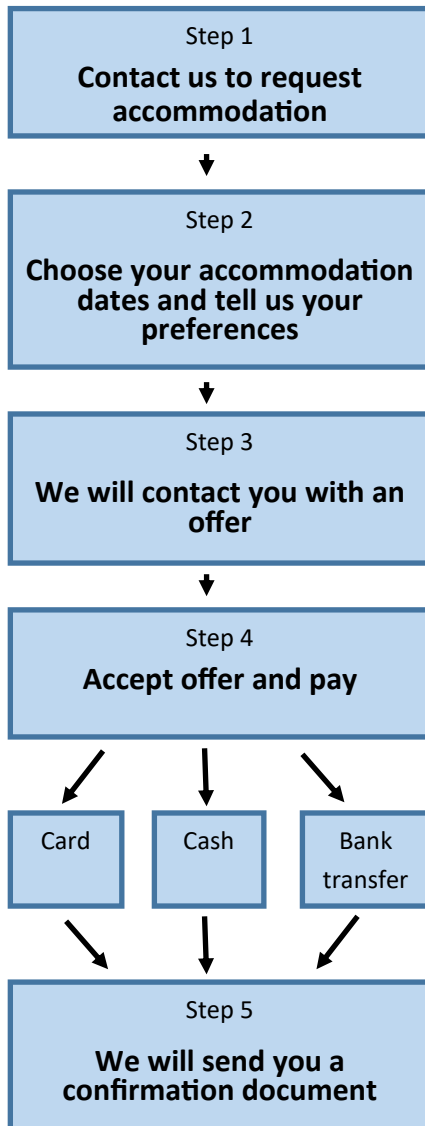 Step 1
Contact us to request
accommodation
Step 2
Choose your accommodation
dates and tell us your
preferences
Step 3
We will contact you with an
offer
Step 4
Accept offer and pay
Card
Cash
Bank
transfer
Step 5
We will send you a
confirmation document